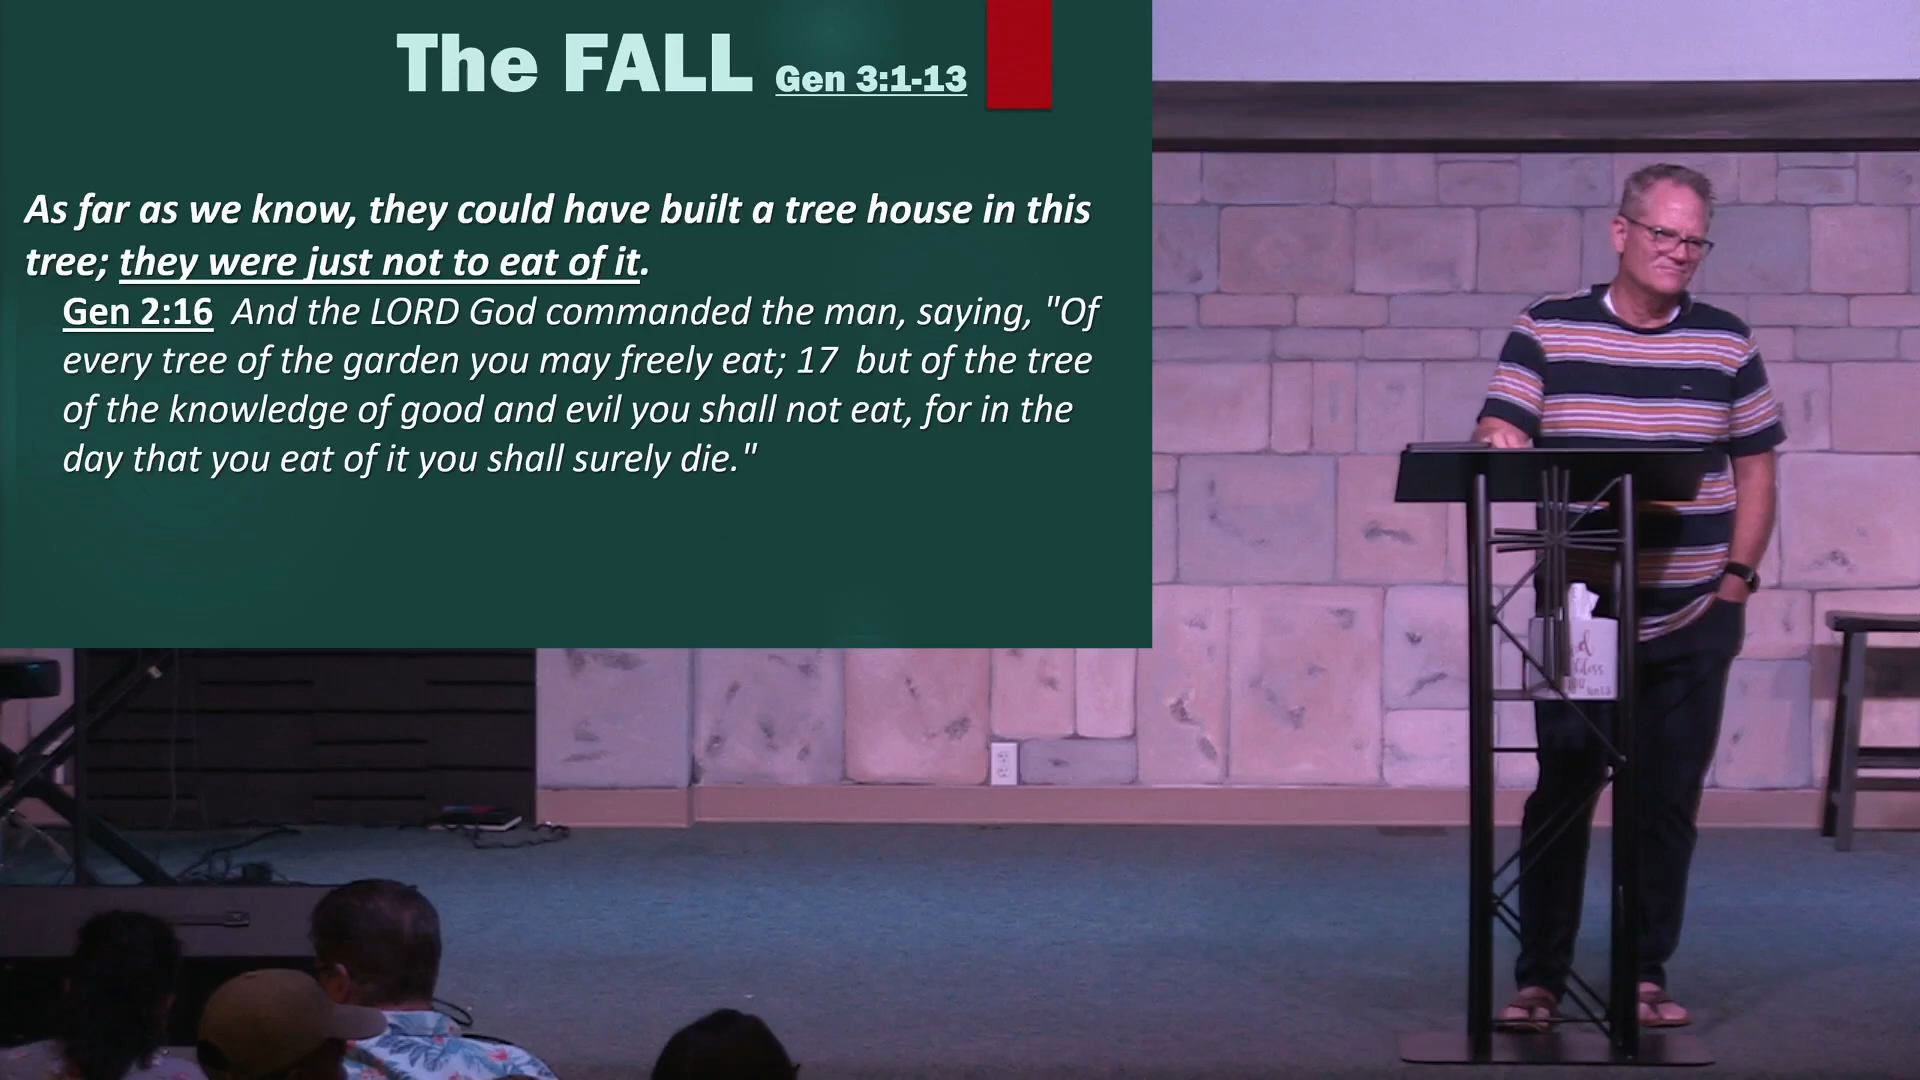 The FALL Gen 3:1-13
As far as we know, they could have built a tree house in this
tree; they were just not to eat of it.
Gen 2:16 And the LORD God commanded the man, saying, "Of
every tree of the garden you may freely eat; 17 but of the tree
of the knowledge of good and evil you shall not eat, for in the
day that you eat of it you shall surely die."